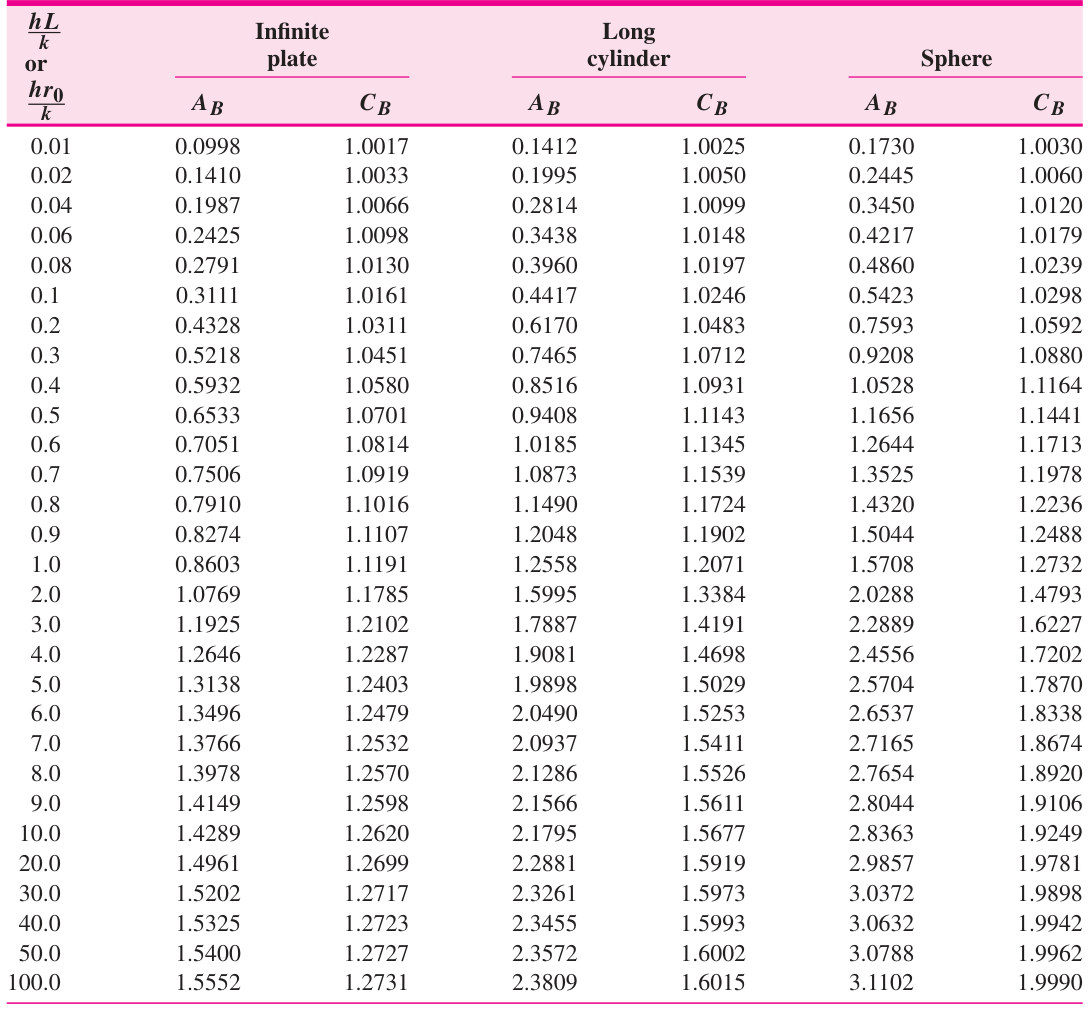 hL/k or hr0/k Infinite plate Long cylinder Sphere
AB CB AB CB AB CB
0.01 0.0998 1.0017 0.1412 1.0025 0.1730 1.0030
0.02 0.1410 1.0033 0.1995 1.0050 0.2445 1.0060
0.04 0.1987 1.0066 0.2814 1.0099 0.3450 1.0120
0.06 0.2425 1.0098 0.3438 1.0148 0.4217 1.0179
0.08 0.2791 1.0130 0.3960 1.0197 0.4860 1.0239
0.1 0.3111 1.0161 0.4417 1.0246 0.5423 1.0298
0.2 0.4328 1.0311 0.6170 1.0483 0.7593 1.0592
0.3 0.5218 1.0451 0.7465 1.0712 0.9208 1.0880
0.4 0.5932 1.0580 0.8516 1.0931 1.0528 1.1164
0.5 0.6533 1.0701 0.9408 1.1143 1.1656 1.1441
0.6 0.7051 1.0814 1.0185 1.1345 1.2644 1.1713
0.7 0.7506 1.0919 1.0873 1.1539 1.3525 1.1978
0.8 0.7910 1.1016 1.1490 1.1724 1.4320 1.2236
0.9 0.8274 1.1107 1.2048 1.1902 1.5044 1.2488
1.0 0.8603 1.1191 1.2558 1.2071 1.5708 1.2732
2.0 1.0769 1.1785 1.5995 1.3384 2.0288 1.4793
3.0 1.1925 1.2102 1.7887 1.4191 2.2889 1.6227
4.0 1.2646 1.2287 1.9081 1.4698 2.4556 1.7202
5.0 1.3138 1.2403 1.9898 1.5029 2.5704 1.7870
6.0 1.3496 1.2479 2.0490 1.5253 2.6537 1.8338
7.0 1.3766 1.2532 2.0937 1.5411 2.7165 1.8674
8.0 1.3978 1.2570 2.1286 1.5526 2.7654 1.8920
9.0 1.4149 1.2598 2.1566 1.5611 2.8044 1.9106
10.0 1.4289 1.2620 2.1795 1.5677 2.8363 1.9249
20.0 1.4961 1.2699 2.2881 1.5919 2.9857 1.9781
30.0 1.5202 1.2717 2.3261 1.5973 3.0372 1.9898
40.0 1.5325 1.2723 2.3455 1.5993 3.0632 1.9942
50.0 1.5400 1.2727 2.3572 1.6002 3.0788 1.9962
100.0 1.5552 1.2731 2.3809 1.6015 3.1102 1.9990